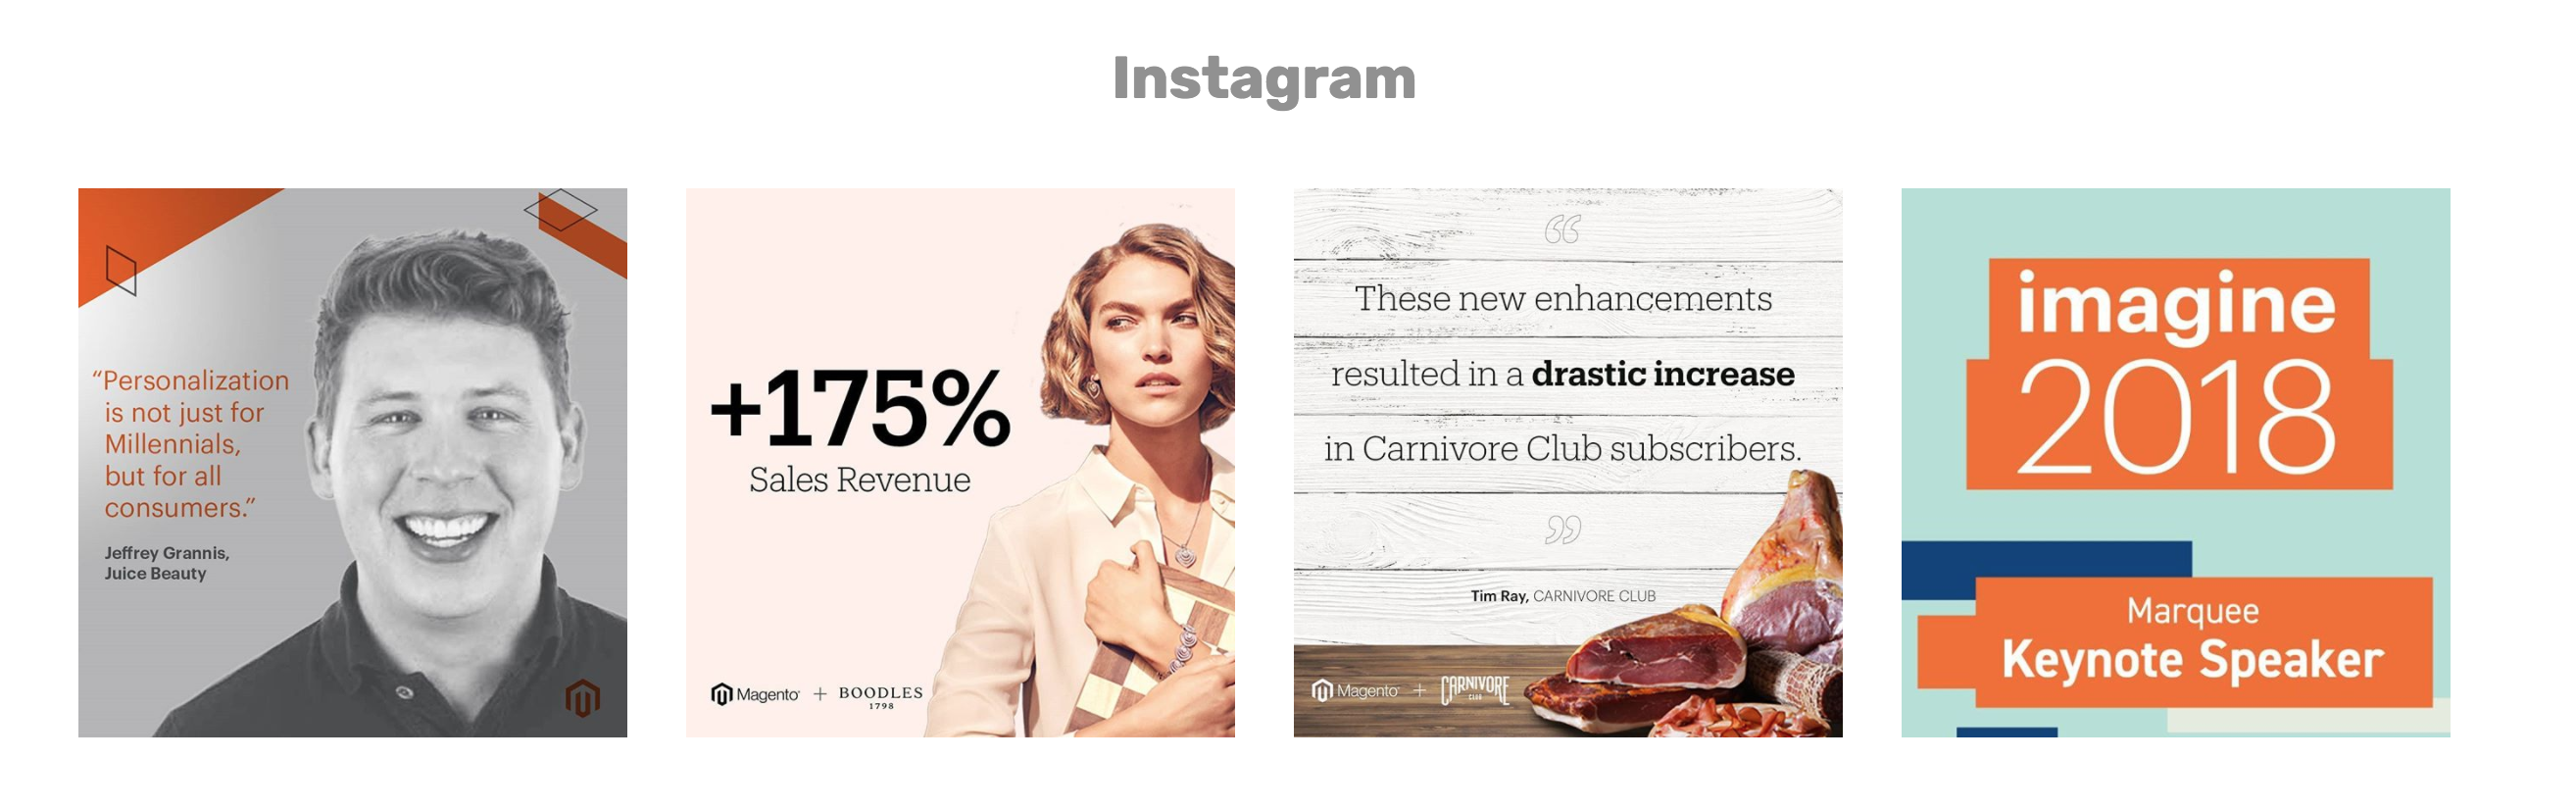 Instagram
“Personalization
is not just for
Millennials,
but for all
consumers.”
Jeffrey Grannis,
Juice Beauty
+175%
Sales Revenue
Magento + BOODLES
1798
“
These new enhancements
resulted in a drastic increase
in Carnivore Club subscribers.
”
Tim Ray, CARNIVORE CLUB
Magento + CARNIVORE
CLUB
imagine
2018
Marquee
Keynote Speaker